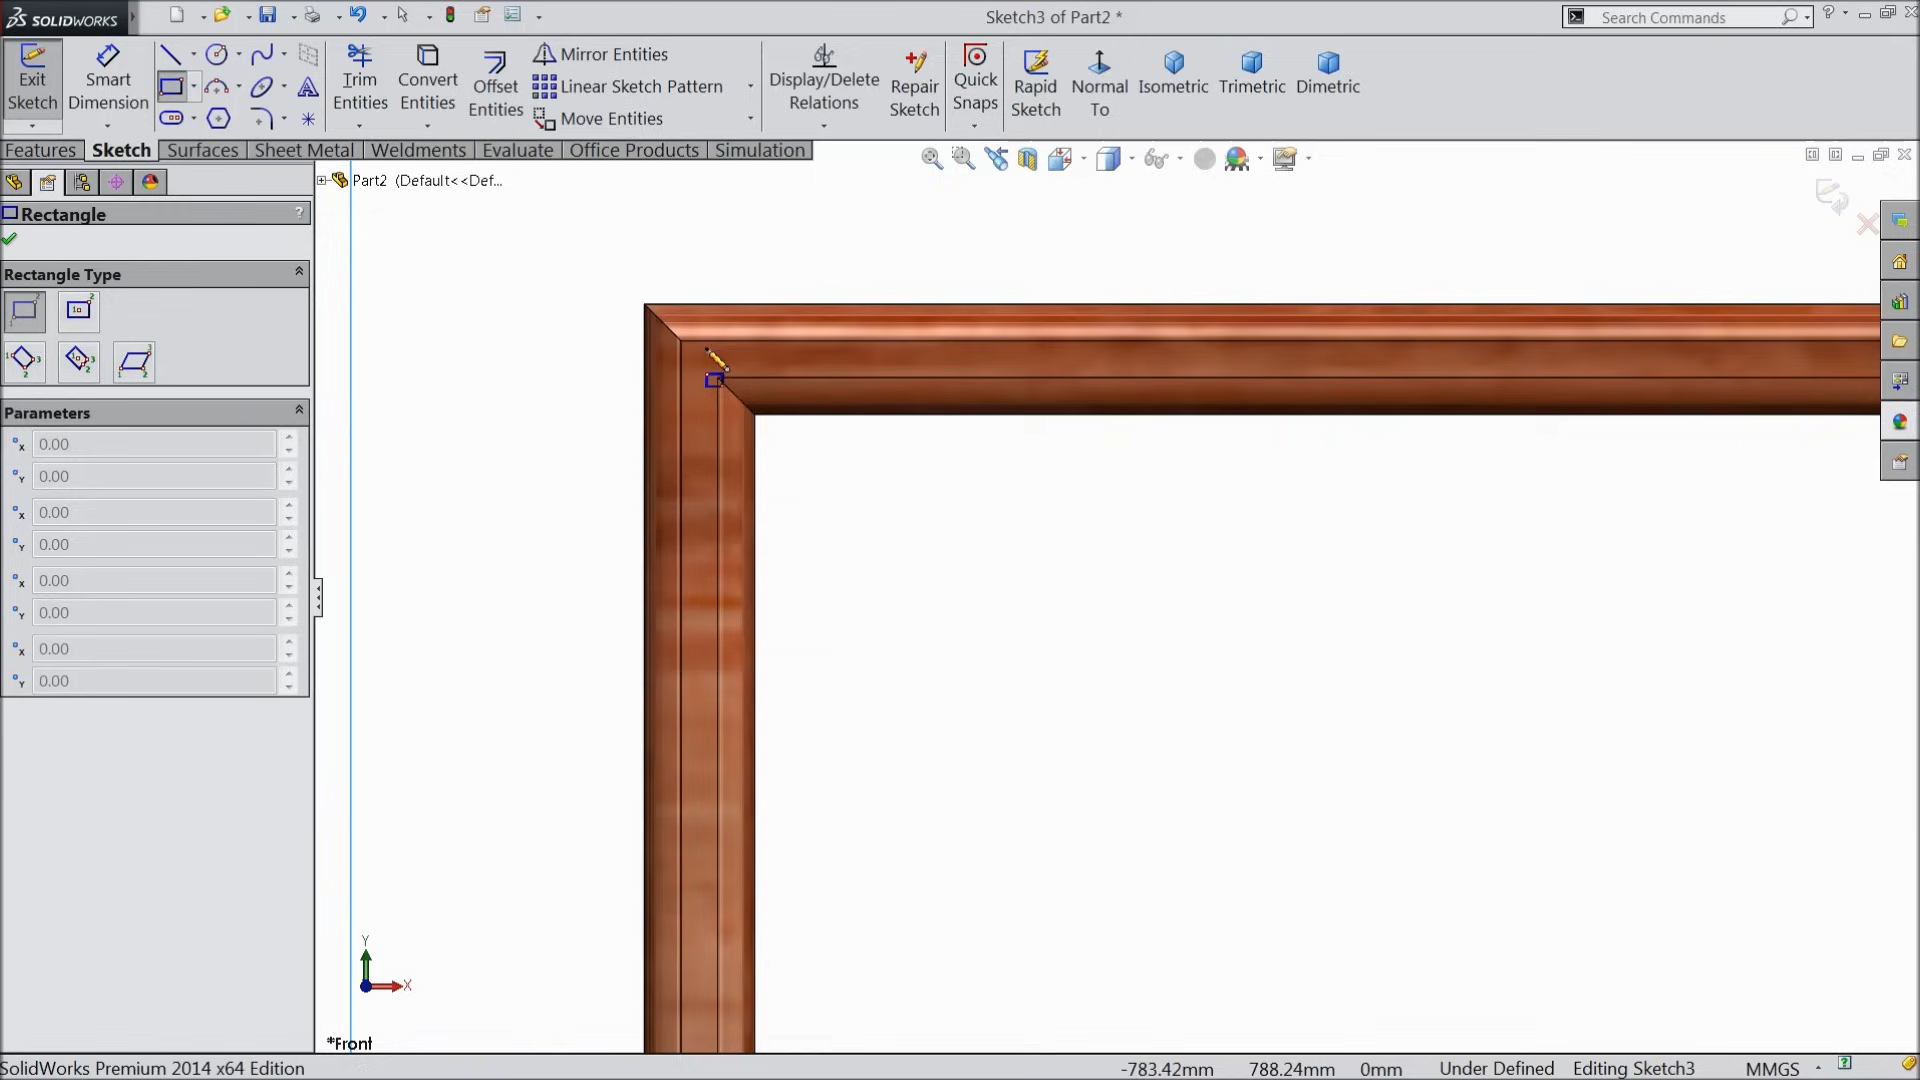 SOLIDWORKS
Sketch3 of Part2 *
Search Commands
?
Exit Sketch
Smart Dimension
Trim Entities
Convert Entities
Offset Entities
Mirror Entities
Linear Sketch Pattern
Move Entities
Display/Delete Relations
Repair Sketch
Quick Snaps
Rapid Sketch
Normal To
Isometric
Trimetric
Dimetric
Features
Sketch
Surfaces
Sheet Metal
Weldments
Evaluate
Office Products
Simulation
Part2 (Default<<Def...
Rectangle
?
Rectangle Type
Parameters
x 0.00
Y 0.00
x 0.00
Y 0.00
x 0.00
Y 0.00
x 0.00
Y 0.00
Y
X
*Front
SolidWorks Premium 2014 x64 Edition
-783.42mm
788.24mm
0mm
Under Defined
Editing Sketch3
MMGS
?